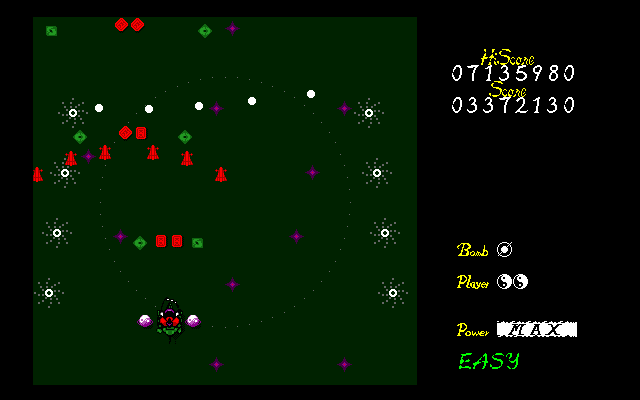 HiScore
07135980
Score
03372130
Bomb
Player
Power MAX
EASY